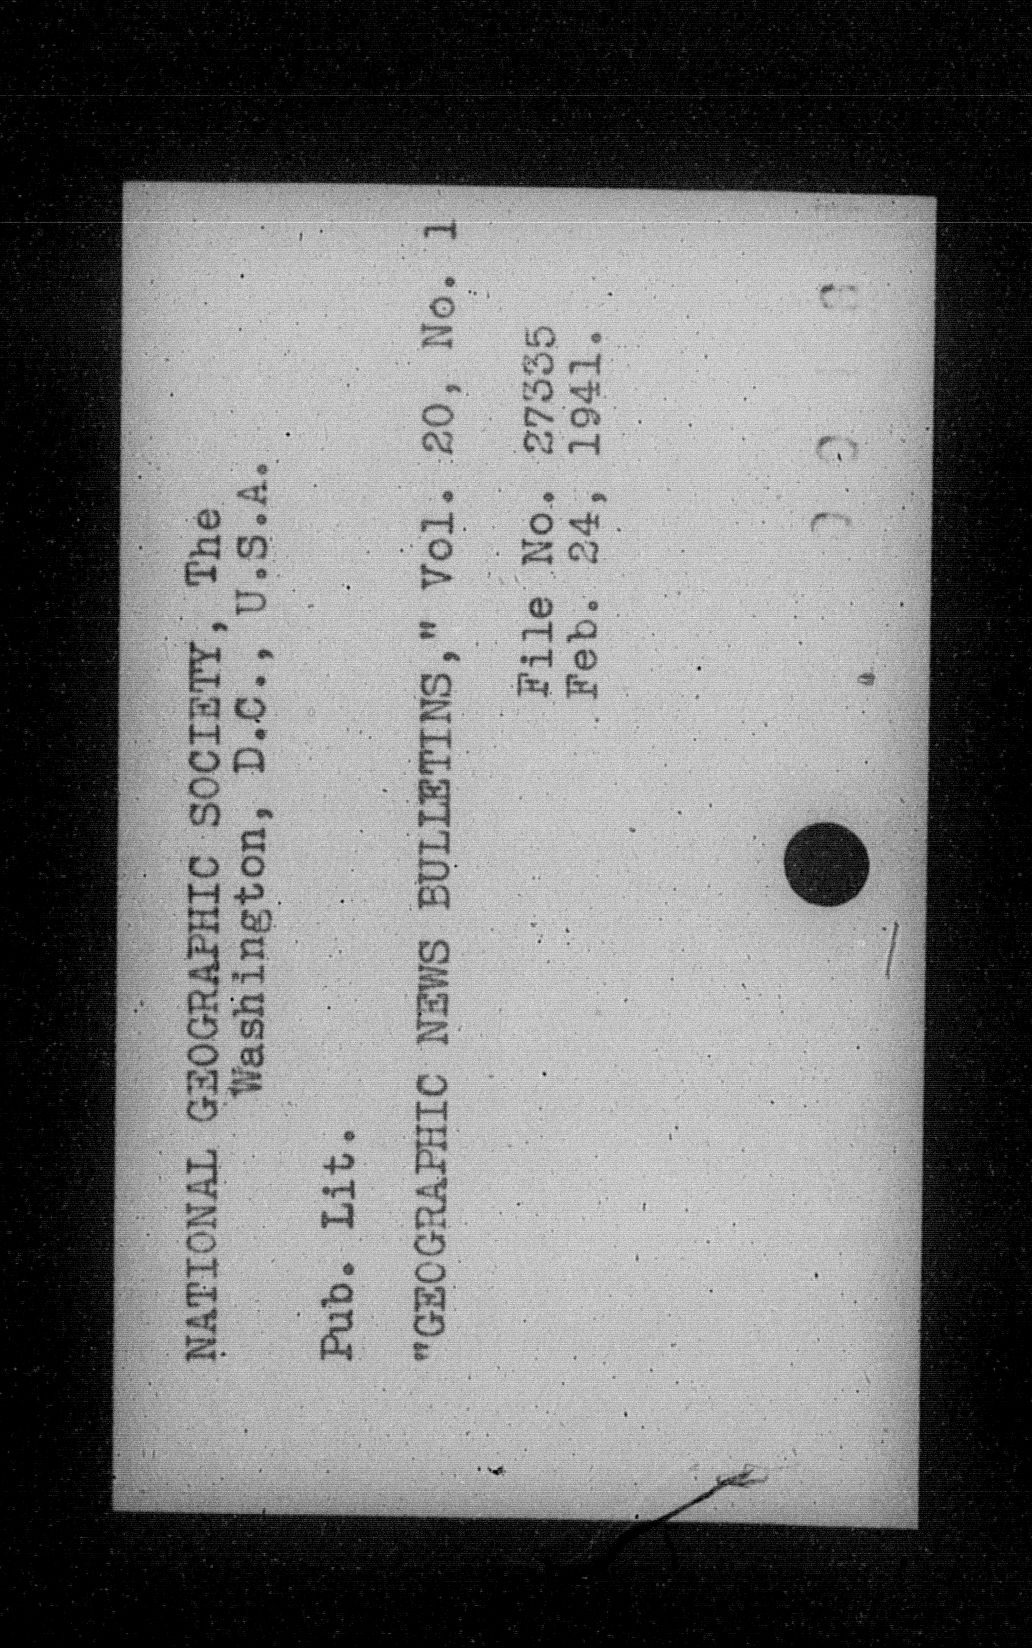 NATIONAL GEOGRAPHIC SOCIETY, The
Washington, D.C., U.S.A.
Pub. Lit.
"GEOGRAPHIC NEWS BULLETINS," Vol. 20, No. 1
File No. 27335
Feb. 24, 1941.